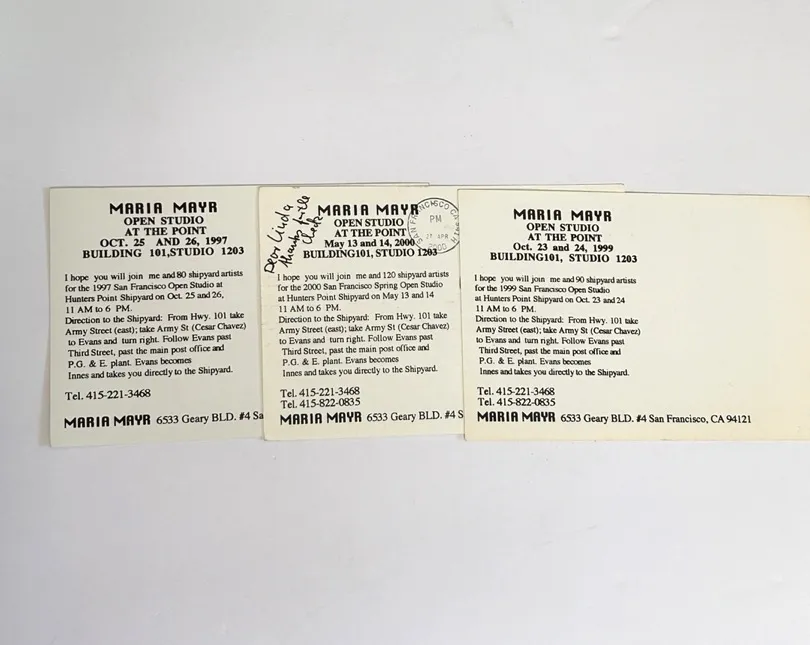 MARIA MAYR
OPEN STUDIO
AT THE POINT
OCT. 25 AND 26, 1997
BUILDING 101,STUDIO 1203
I hope you will join me and 80 shipyard artists
for the 1997 San Francisco Open Studio at
Hunters Point Shipyard on Oct. 25 and 26,
11 AM to 6 PM.
Direction to the Shipyard: From Hwy. 101 take
Army Street (east); take Army St (Cesar Chavez)
to Evans and turn right. Follow Evans past
Third Street, past the main post office and
P.G. & E. plant. Evans becomes
Innes and takes you directly to the Shipyard.
Tel. 415-221-3468
MARIA MAYR 6533 Geary BLD. #4 Sa
Dear Linda
MARIA MAYR
OPEN STUDIO
AT THE POINT
May 13 and 14, 2000
BUILDING101, STUDIO 1203
SAN FRANCISCO CA
PM
2000
I hope you will join me and 120 shipyard artists
for the 2000 San Francisco Spring Open Studio
at Hunters Point Shipyard on May 13 and 14
11 AM to 6 PM.
Direction to the Shipyard: From Hwy. 101 take
Army Street (east); take Army St (Cesar Chavez)
to Evans and turn right. Follow Evans past
Third Street, past the main post office and
P.G. & E. plant. Evans becomes
Innes and takes you directly to the Shipyard.
Tel. 415-221-3468
Tel. 415-822-0835
MARIA MAYR 6533 Geary BLD. #4 S
MARIA MAYR
OPEN STUDIO
AT THE POINT
Oct. 23 and 24, 1999
BUILDING101, STUDIO 1203
I hope you will join me and 90 shipyard artists
for the 1999 San Francisco Open Studio
at Hunters Point Shipyard on Oct. 23 and 24
11 AM to 6 PM.
Direction to the Shipyard: From Hwy. 101 take
Army Street (east); take Army St (Cesar Chavez)
to Evans and turn right. Follow Evans past
Third Street, past the main post office and
P.G. & E. plant. Evans becomes
Innes and takes you directly to the Shipyard.
Tel. 415-221-3468
Tel. 415-822-0835
MARIA MAYR 6533 Geary BLD. #4 San Francisco, CA 94121